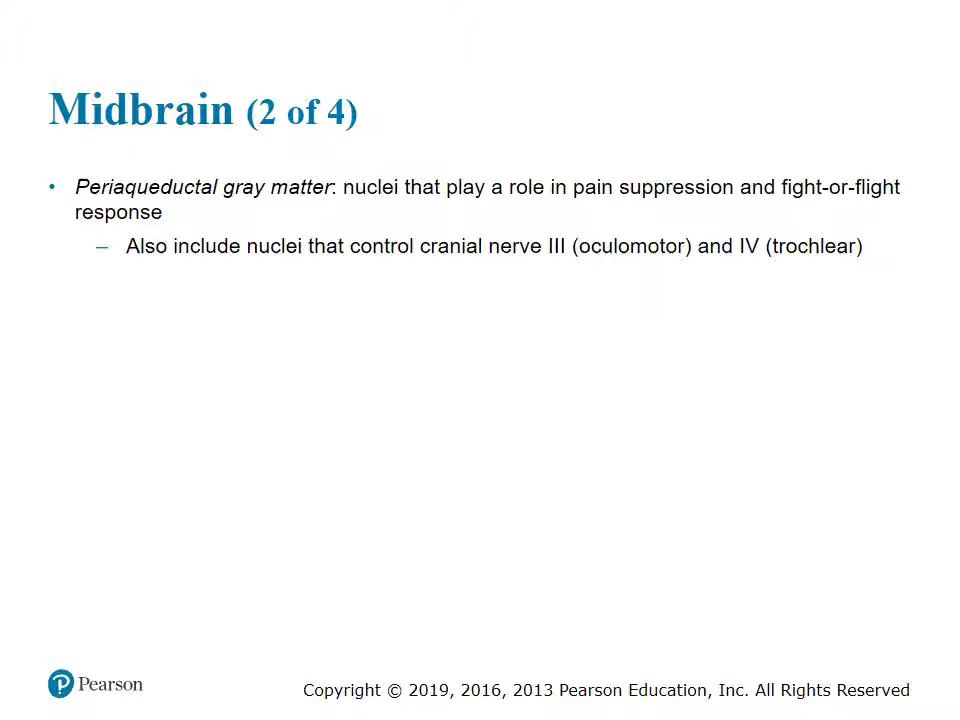 Midbrain (2 of 4)
• Periaqueductal gray matter: nuclei that play a role in pain suppression and fight-or-flight
response
– Also include nuclei that control cranial nerve III (oculomotor) and IV (trochlear)
Pearson
Copyright © 2019, 2016, 2013 Pearson Education, Inc. All Rights Reserved